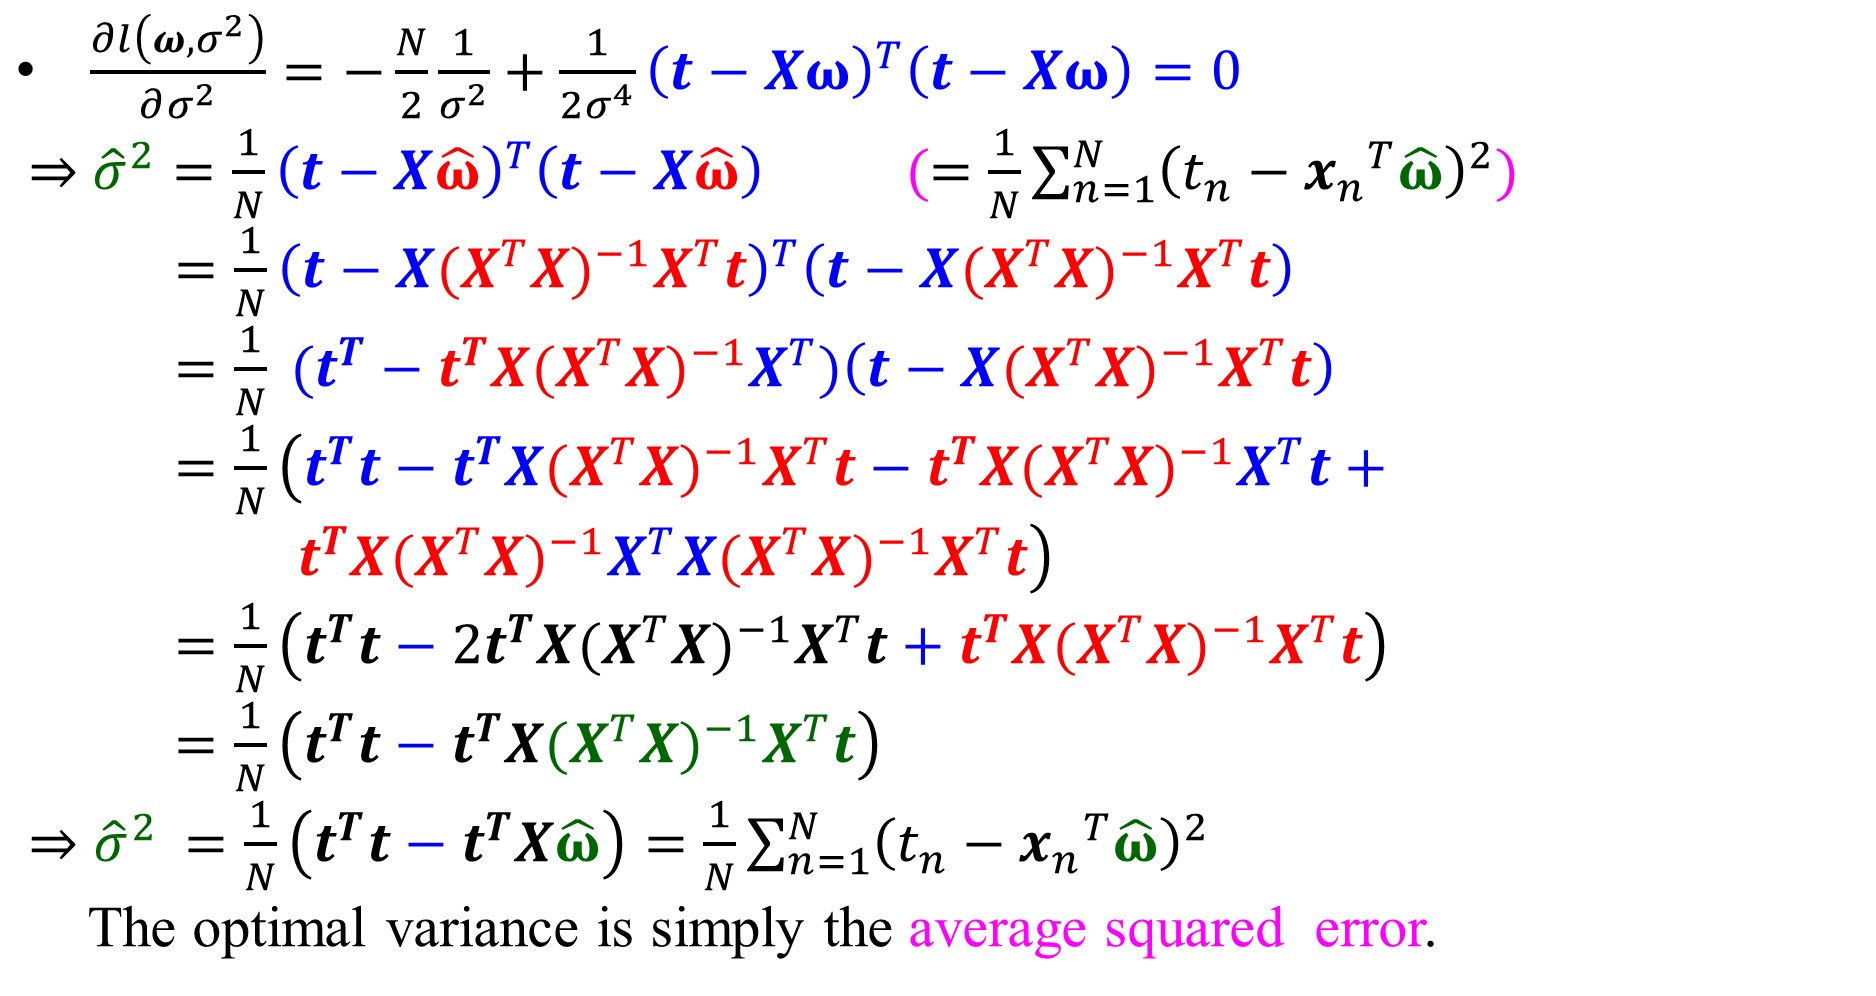 • ∂l(ω,σ²)/∂σ² = −N/2 1/σ² + 1/2σ⁴ (t − Xω)ᵀ(t − Xω) = 0
⇒ σ̂² = 1/N (t − Xω̂)ᵀ(t − Xω̂) (= 1/N ∑ₙ₌₁ᴺ(tₙ − xₙᵀω̂)²)
= 1/N (t − X(XᵀX)⁻¹Xᵀt)ᵀ(t − X(XᵀX)⁻¹Xᵀt)
= 1/N (tᵀ − tᵀX(XᵀX)⁻¹Xᵀ)(t − X(XᵀX)⁻¹Xᵀt)
= 1/N (tᵀt − tᵀX(XᵀX)⁻¹Xᵀt − tᵀX(XᵀX)⁻¹Xᵀt +
tᵀX(XᵀX)⁻¹XᵀX(XᵀX)⁻¹Xᵀt)
= 1/N (tᵀt − 2tᵀX(XᵀX)⁻¹Xᵀt + tᵀX(XᵀX)⁻¹Xᵀt)
= 1/N (tᵀt − tᵀX(XᵀX)⁻¹Xᵀt)
⇒ σ̂² = 1/N (tᵀt − tᵀXω̂) = 1/N ∑ₙ₌₁ᴺ(tₙ − xₙᵀω̂)²
The optimal variance is simply the average squared error.